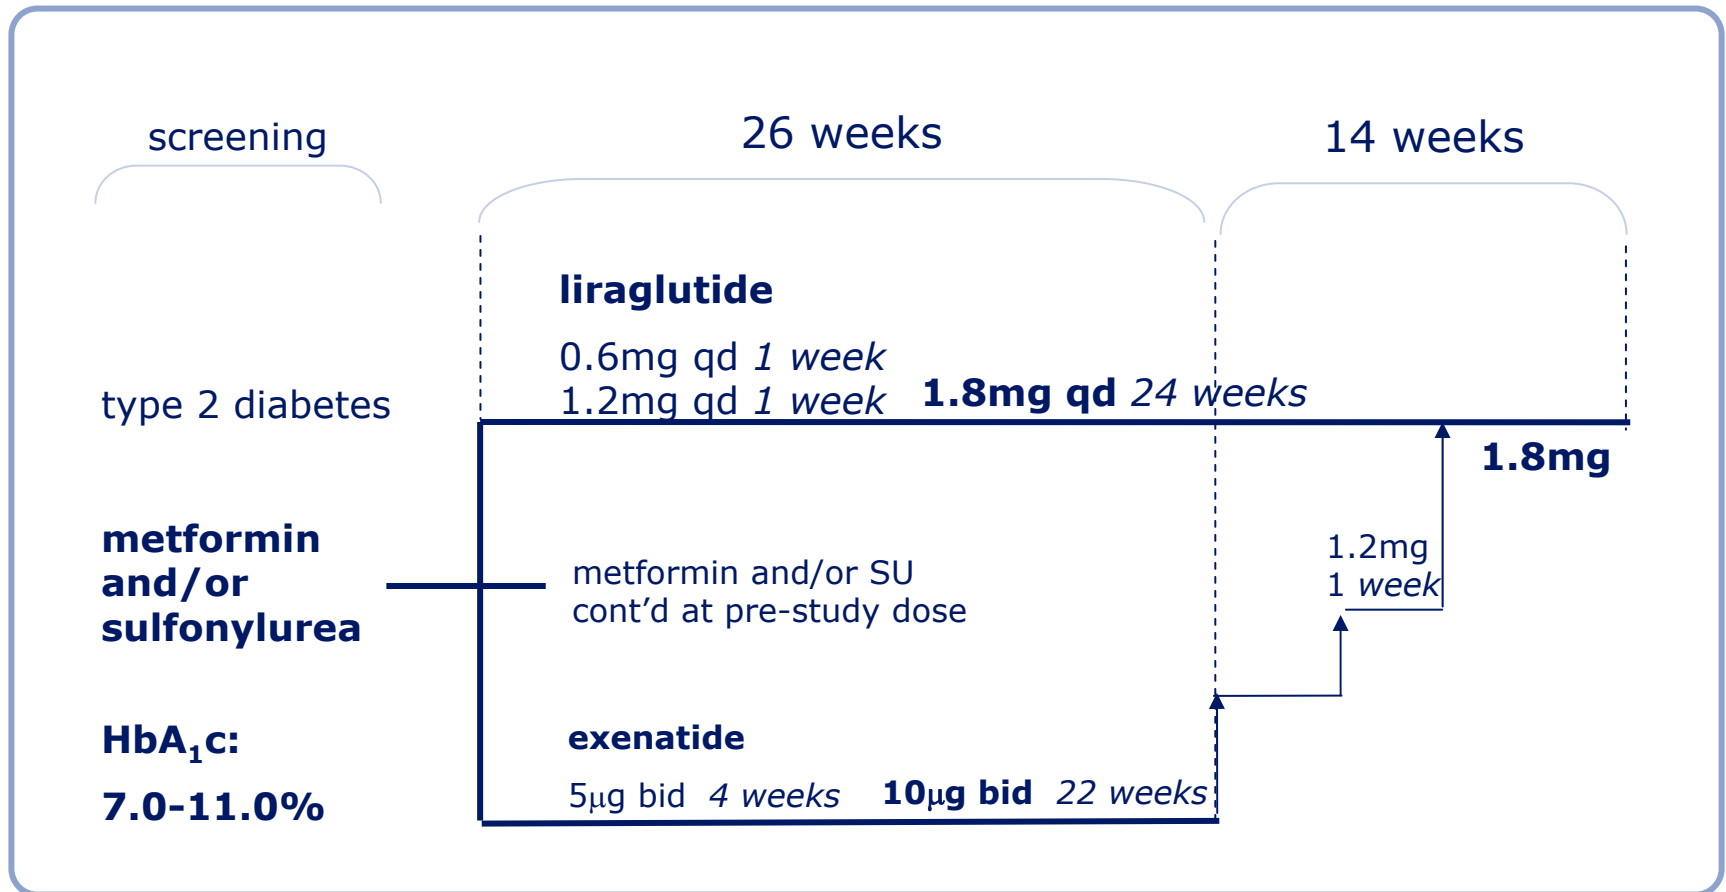 screening
26 weeks
14 weeks
liraglutide
0.6mg qd 1 week
1.2mg qd 1 week
1.8mg qd 24 weeks
type 2 diabetes
1.8mg
metformin
and/or
sulfonylurea
metformin and/or SU
cont’d at pre-study dose
1.2mg
1 week
HbA₁c:
7.0-11.0%
exenatide
5μg bid 4 weeks
10μg bid 22 weeks